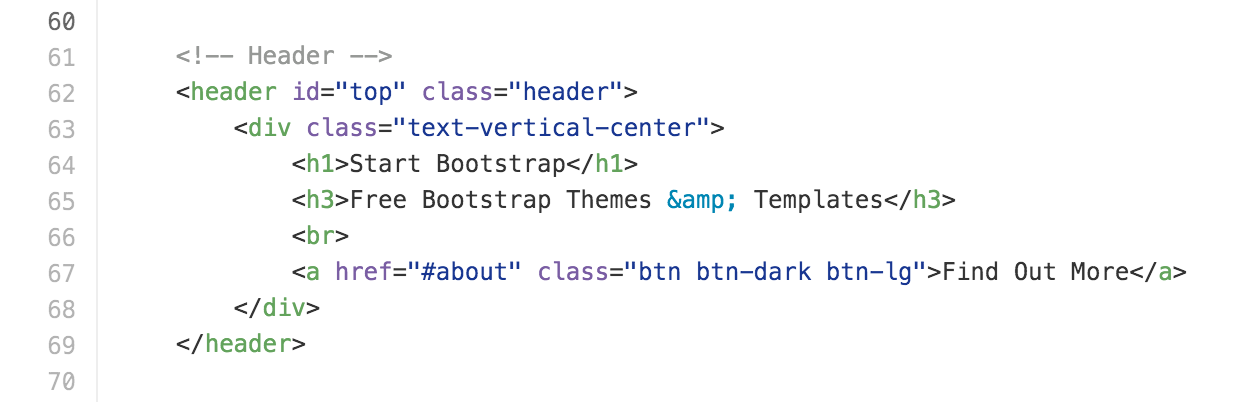 60
61 <!-- Header -->
62 <header id="top" class="header">
63 <div class="text-vertical-center">
64 <h1>Start Bootstrap</h1>
65 <h3>Free Bootstrap Themes &amp; Templates</h3>
66 <br>
67 <a href="#about" class="btn btn-dark btn-lg">Find Out More</a>
68 </div>
69 </header>
70